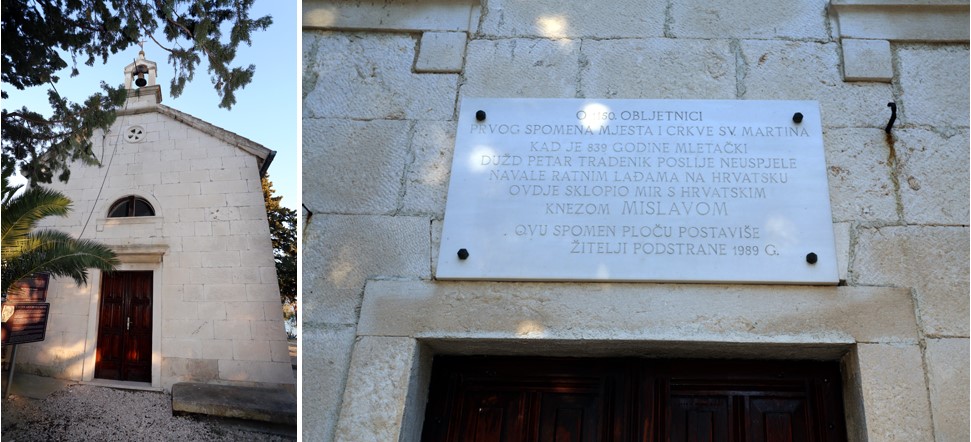 O 1150. OBLJETNICI
PRVOG SPOMENA MJESTA I CRKVE SV. MARTINA
KAD JE 839 GODINE MLETAČKI
DUŽD PETAR TRADENIK POSLIJE NEUSPJELE
NAVALE RATNIM LAĐAMA NA HRVATSKU
OVDJE SKLOPIO MIR S HRVATSKIM
KNEZOM MISLAVOM
OVU SPOMEN PLOČU POSTAVIŠE
ŽITELJI PODSTRANE 1989 G.